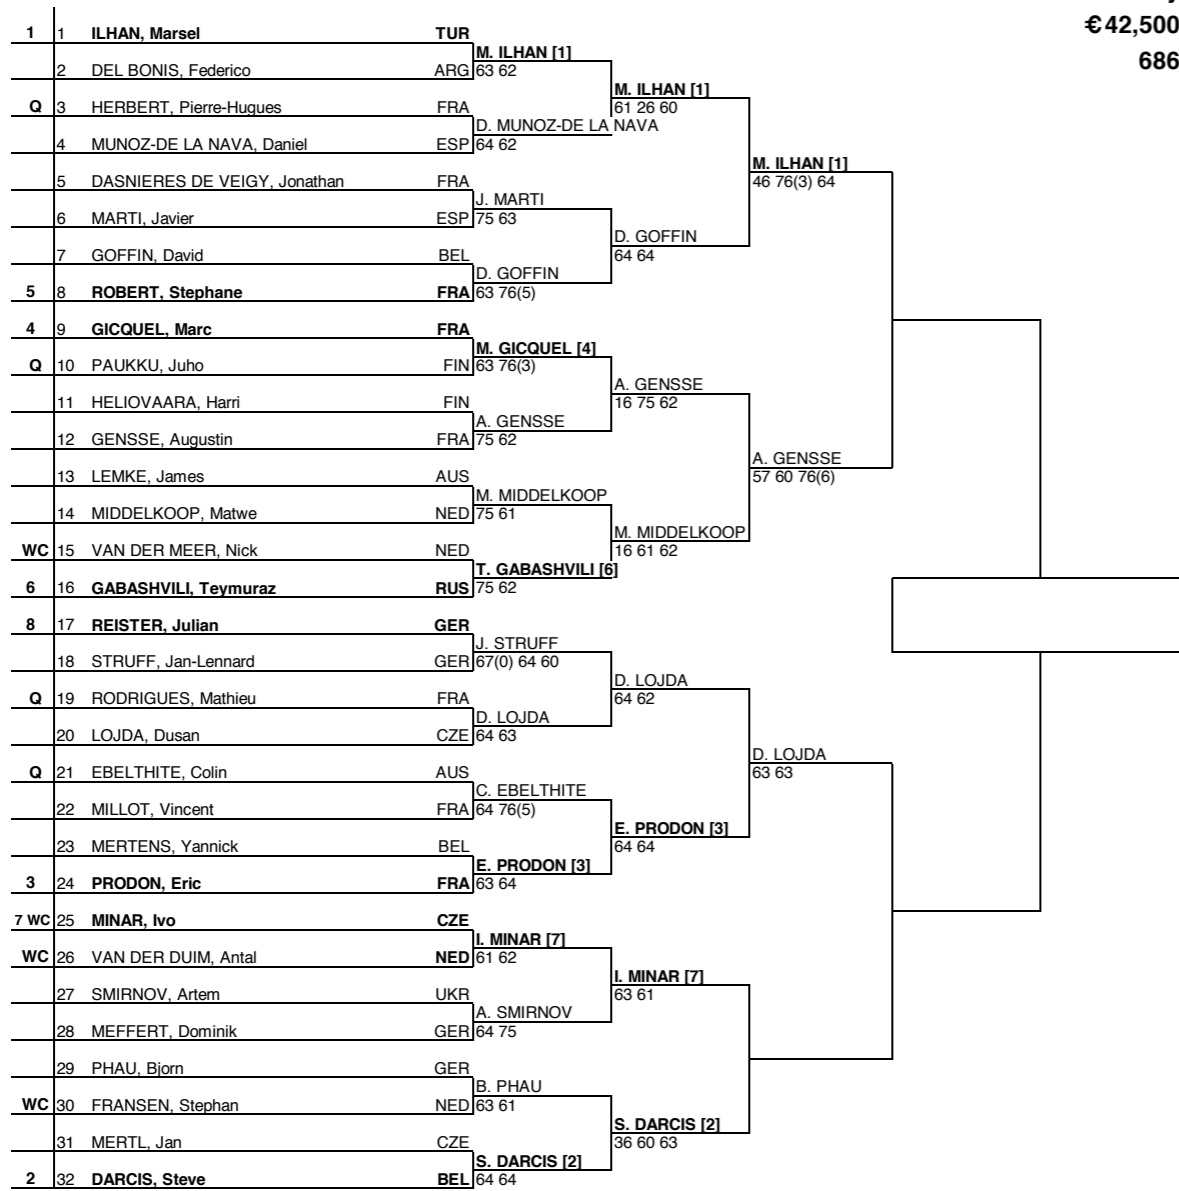 €42,500
686
1 1 ILHAN, Marsel TUR
M. ILHAN [1]
2 DEL BONIS, Federico ARG 63 62
M. ILHAN [1]
Q 3 HERBERT, Pierre-Hugues FRA 61 26 60
D. MUNOZ-DE LA NAVA
4 MUNOZ-DE LA NAVA, Daniel ESP 64 62
M. ILHAN [1]
5 DASNIERES DE VEIGY, Jonathan FRA 46 76(3) 64
J. MARTI
6 MARTI, Javier ESP 75 63
D. GOFFIN
7 GOFFIN, David BEL 64 64
D. GOFFIN
5 8 ROBERT, Stephane FRA 63 76(5)
4 9 GICQUEL, Marc FRA
M. GICQUEL [4]
Q 10 PAUKKU, Juho FIN 63 76(3)
A. GENSSE
11 HELIOVAARA, Harri FIN 16 75 62
A. GENSSE
12 GENSSE, Augustin FRA 75 62
A. GENSSE
13 LEMKE, James AUS 57 60 76(6)
M. MIDDELKOOP
14 MIDDELKOOP, Matwe NED 75 61
M. MIDDELKOOP
WC 15 VAN DER MEER, Nick NED 16 61 62
T. GABASHVILI [6]
6 16 GABASHVILI, Teymuraz RUS 75 62
8 17 REISTER, Julian GER
J. STRUFF
18 STRUFF, Jan-Lennard GER 67(0) 64 60
D. LOJDA
Q 19 RODRIGUES, Mathieu FRA 64 62
D. LOJDA
20 LOJDA, Dusan CZE 64 63
D. LOJDA
Q 21 EBELTHITE, Colin AUS 63 63
C. EBELTHITE
22 MILLOT, Vincent FRA 64 76(5)
E. PRODON [3]
23 MERTENS, Yannick BEL 64 64
E. PRODON [3]
3 24 PRODON, Eric FRA 63 64
7 WC 25 MINAR, Ivo CZE
I. MINAR [7]
WC 26 VAN DER DUIM, Antal NED 61 62
I. MINAR [7]
27 SMIRNOV, Artem UKR 63 61
A. SMIRNOV
28 MEFFERT, Dominik GER 64 75
29 PHAU, Bjorn GER
B. PHAU
WC 30 FRANSEN, Stephan NED 63 61
S. DARCIS [2]
31 MERTL, Jan CZE 36 60 63
S. DARCIS [2]
2 32 DARCIS, Steve BEL 64 64